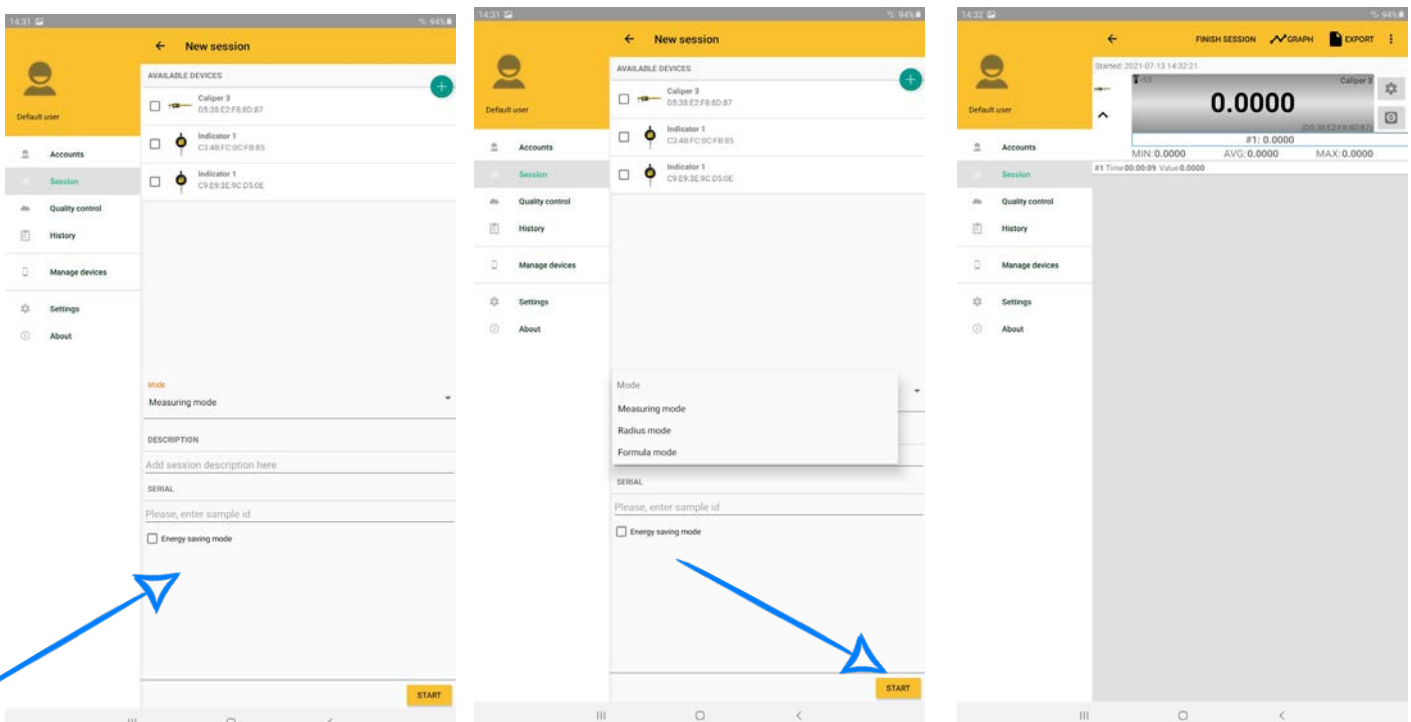 14:31
94%
New session
Default user
Accounts
Session
Quality control
History
Manage devices
Settings
About
AVAILABLE DEVICES
Caliper 3
D5:38:E2:F8:8D:87
Indicator 1
C3:4B:FC:0C:FB:85
Indicator 1
C9:E9:3E:9C:D5:0E
Mode
Measuring mode
DESCRIPTION
Add session description here
SERIAL
Please, enter sample id
Energy saving mode
START
14:31
94%
New session
Default user
Accounts
Session
Quality control
History
Manage devices
Settings
About
AVAILABLE DEVICES
Caliper 3
D5:38:E2:F8:8D:87
Indicator 1
C3:4B:FC:0C:FB:85
Indicator 1
C9:E9:3E:9C:D5:0E
Mode
Measuring mode
Radius mode
Formula mode
SERIAL
Please, enter sample id
Energy saving mode
START
14:32
94%
FINISH SESSION GRAPH EXPORT
Default user
Accounts
Session
Quality control
History
Manage devices
Settings
About
Started: 2021-07-13 14:32:21.
-53 Caliper 3
0.0000
(D5:38:E2:F8:8D:87)
#1: 0.0000
MIN: 0.0000 AVG: 0.0000 MAX: 0.0000
#1 Time 00:00:09 Value 0.0000